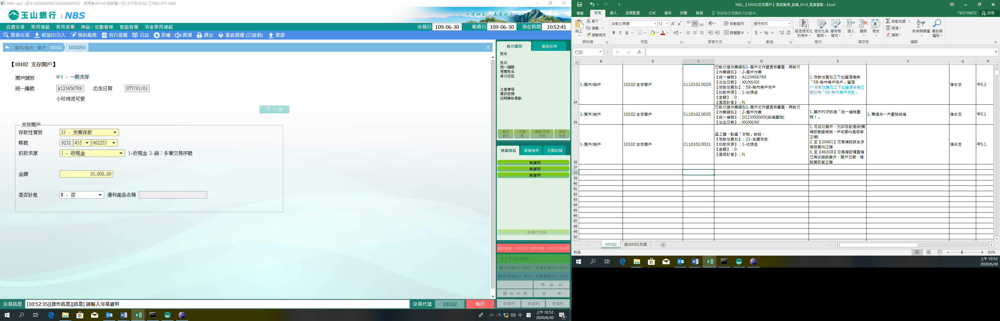 NBS-uat2 (版本:2020062902.b2020062902) 使用者:00144(測試櫃一戊) 分行別:9232 工作站:L9711A05
玉山銀行 | NBS
心清如玉, 義重如山
自選交易 常用連結 常用表單 商品/活動管理 智能客服 消金常用連結 交易日 109-06-30 帳務日 109-06-30 現在時間 10:52:41
搜尋交易 帳號ID引入 預約服務 蒞行提醒 日誌 授權 廣播 鎖定 重啟週邊 (已啟動) 簽退
開戶/銷戶 開戶 10102 1010203
【10102 支存開戶】
開戶類別 1 - 一般支存
統一編號 A123456789 出生日期 077/01/01
小珍珠很可愛
下一步
支存開戶
存款性質別 21 - 支票存款
帳號 9232 435 002253
扣款來源 1 - 收現金 1-收現金 2-銷：多筆交易序號
金額 10,000.00
是否計息 N - 否 優利產品名稱
身分識別 產品往來
姓名
生日
統一編號
理專姓名
身分註記
注意事項
簡訊密碼
近期事故異動
顧客資訊 手續費 通路/共同行銷 顧客影像
推薦商品 重要事件 互動記錄
無資料
無資料
無資料
一般轉介登錄
服務號碼： 0000 等候時間： 00分00秒
V I P:0人 00分
個人交易:0人 00分 企業交易:0人 00分
開戶/申請:0人 00分 外匯業務:0人 00分
再 呼 叫
預 約 叫 號 結 束
無資料 無資料 無資料
交易訊息 [10:52:35][操作訊息][訊息] 請輸入交易資料 交易代號 10102 執行
中 上午 10:52
2020/6/30
4
NBS_【10102支存開戶】測試案例_前端_V1.0_測資盤點 - Excel
檔案 常用 插入 版面配置 公式 資料 校閱 檢視 告訴我您想要執行的動作... TEST19072 共用
貼上 剪下 複製 複製格式
微軟正黑體 12
B I U
自動換列
跨欄置中
通用格式
$ %
設定格式化的條件 格式化為表格 儲存格樣式
插入 刪除 格式
自動加總
填滿
清除
排序與篩選 尋找與選取
剪貼簿 字型 對齊方式 數值 樣式 儲存格 編輯
C38 fx
A B C D E F G H
34 1-開戶/銷戶 10102 支存開戶 CL10102.0029
已執行過作業類別1-開戶文件暨資格審查，再執行
【作業類別】：2-開戶作業
【統一編號】：A123456789
【出生日期】：XX/XX/XX
【存款性質別】：58-縣市專戶存戶
【扣款來源】：1-收現金
【金額】：0
【是否計息】：N
1. 存款性質別之下拉選項應無
「58-縣市專戶存戶」選項
** 存款性質別之下拉選項名稱已
更改為「58-縣市專戶存款」
陳永芝 甲5.2
35 1-開戶/銷戶 10102 支存開戶 CL10102.0030
已執行過作業類別1-開戶文件暨資格審查，再執行
【作業類別】：2-開戶作業
【統一編號】：D123XXXXXX(統編重號)
【出生日期】：XX/XX/XX
1. 顯示POP訊息「統一編號重
號！」
1. 需提供一戶重號統編
陳永芝 甲5.1
36 1-開戶/銷戶 10102 支存開戶 CL10102.0031
呈上題，點選「本號」按鈕，
【存款性質別】：21-支票存款
【扣款來源】：1-收現金
【金額】：0
【是否計息】：N
1. 可成功開戶，列印存款憑條(需
確認驗證帳號、戶名資料是否皆
正確)
2. 至【20401】交易確認該支存
帳號資料正確
3. 至【46308】交易確認備查簿
已有收錄該案件，開戶日期、帳
號資訊皆正確
陳永芝 甲5.1
37
38
39
40
41
42
43
44
45
46
47
48
49
50
10102 提供NBS測資
就緒 80%
上午 10:52
2020/6/30